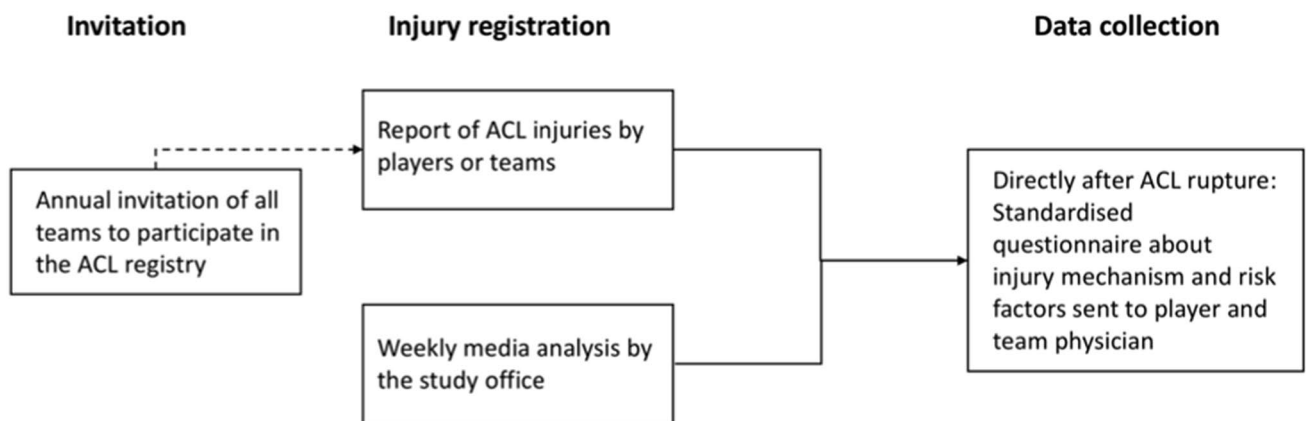 Invitation
Injury registration
Data collection
Annual invitation of all
teams to participate in
the ACL registry
Report of ACL injuries by
players or teams
Weekly media analysis by
the study office
Directly after ACL rupture:
Standardised
questionnaire about
injury mechanism and risk
factors sent to player and
team physician